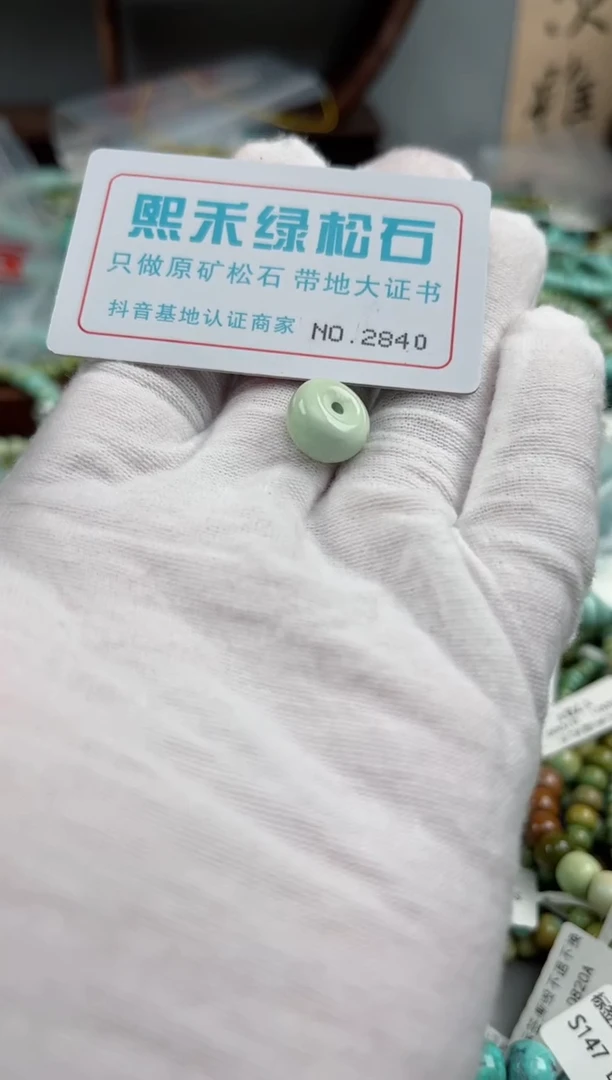 熙禾绿松石
只做原矿松石 带地大证书
抖音基地认证商家 NO.2840
S147